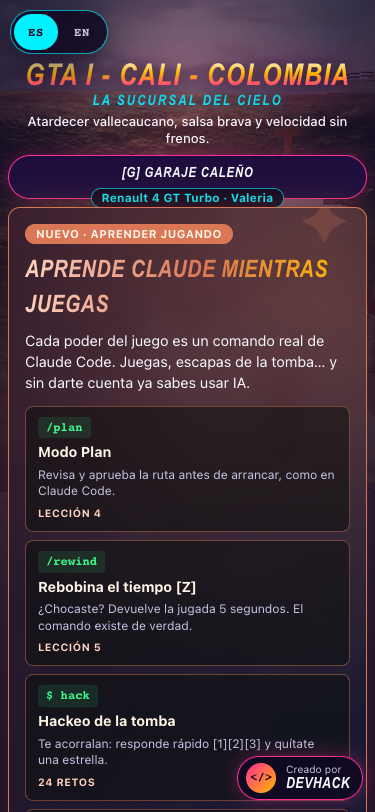 ES EN
GTA I - CALI - COLOMBIA
LA SUCURSAL DEL CIELO
Atardecer vallecaucano, salsa brava y velocidad sin
frenos.
[G] GARAJE CALEÑO
Renault 4 GT Turbo · Valeria
NUEVO · APRENDER JUGANDO
APRENDE CLAUDE MIENTRAS
JUEGAS
Cada poder del juego es un comando real de
Claude Code. Juegas, escapas de la tomba… y
sin darte cuenta ya sabes usar IA.
/plan
Modo Plan
Revisa y aprueba la ruta antes de arrancar, como en
Claude Code.
LECCIÓN 4
/rewind
Rebobina el tiempo [Z]
¿Chocaste? Devuelve la jugada 5 segundos. El
comando existe de verdad.
LECCIÓN 5
$ hack
Hackeo de la tomba
Te acorralan: responde rápido [1][2][3] y quítate
una estrella.
24 RETOS
</>
Creado por
DEVHACK